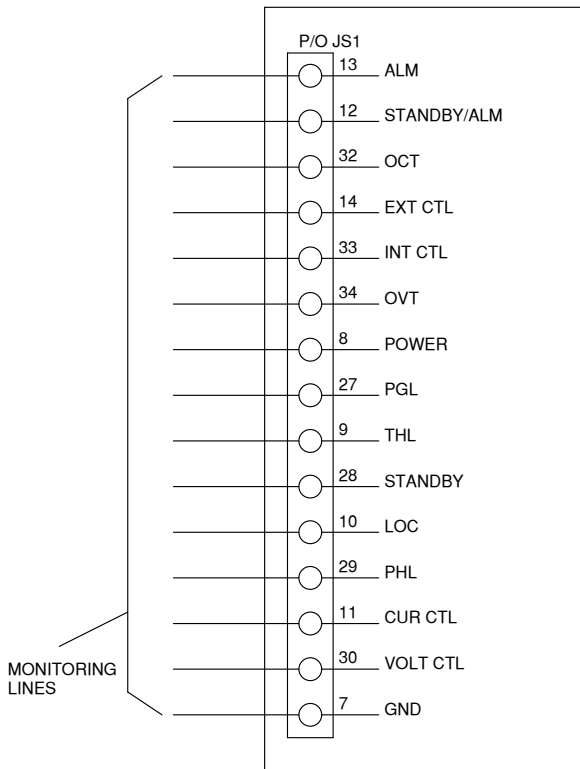 P/O JS1
13 ALM
12 STANDBY/ALM
32 OCT
14 EXT CTL
33 INT CTL
34 OVT
8 POWER
27 PGL
9 THL
28 STANDBY
10 LOC
29 PHL
11 CUR CTL
30 VOLT CTL
7 GND
MONITORING
LINES